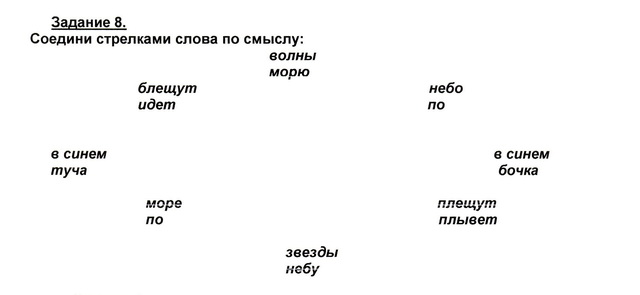 Задание 8.
Соедини стрелками слова по смыслу:
волны
морю
блещут небо
идет по
в синем в синем
туча бочка
море плещут
по плывет
звезды
небу